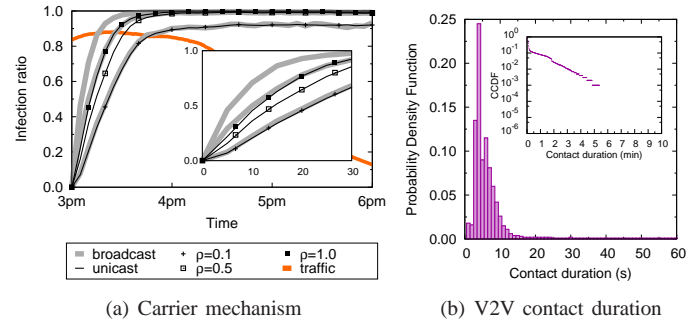 1.0
0.8
0.6
0.4
0.2
0.0
Infection ratio
3pm 4pm 5pm 6pm
Time
1.0
0.5
0.0
0 10 20 30
broadcast ρ=0.1 ρ=1.0
unicast ρ=0.5 traffic
(a) Carrier mechanism
0.25
0.20
0.15
0.10
0.05
0.00
Probability Density Function
0 10 20 30 40 50 60
Contact duration (s)
10^0
10^-1
10^-2
10^-3
10^-4
10^-5
10^-6
CCDF
0 1 2 3 4 5 6 7 8 9 10
Contact duration (min)
(b) V2V contact duration